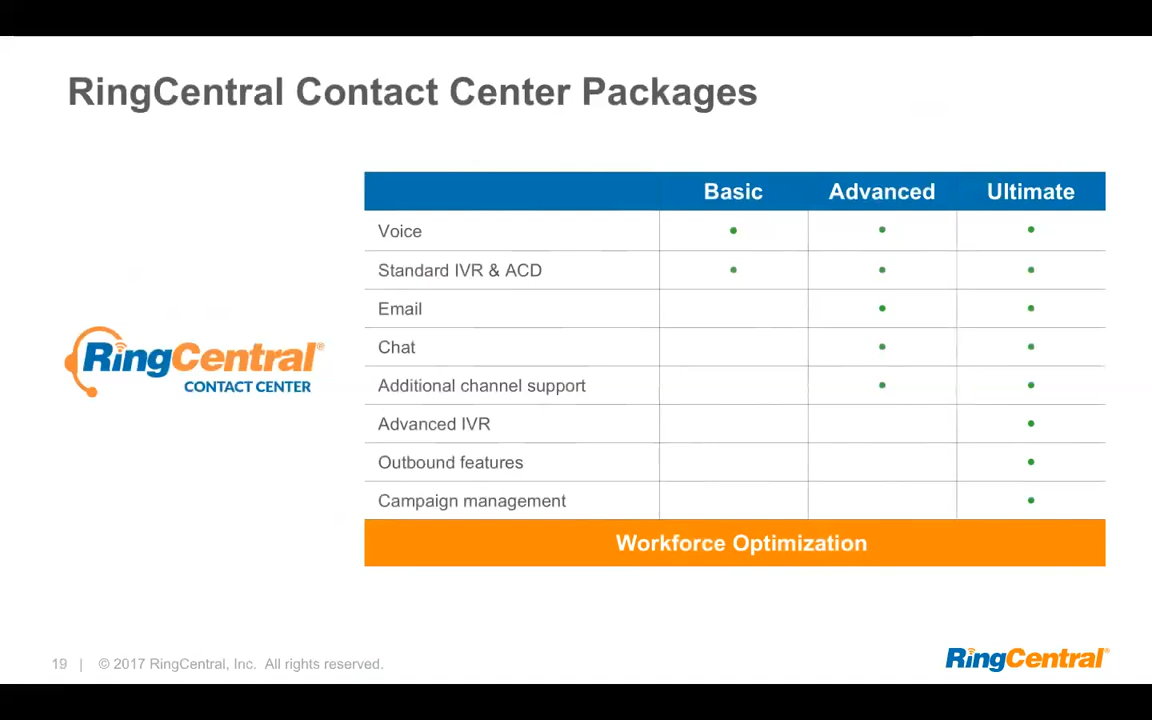 RingCentral Contact Center Packages
Basic Advanced Ultimate
Voice • • •
Standard IVR & ACD • • •
Email • •
Chat • •
Additional channel support • •
Advanced IVR •
Outbound features •
Campaign management •
Workforce Optimization
RingCentral®
CONTACT CENTER
19 | © 2017 RingCentral, Inc. All rights reserved.
RingCentral®